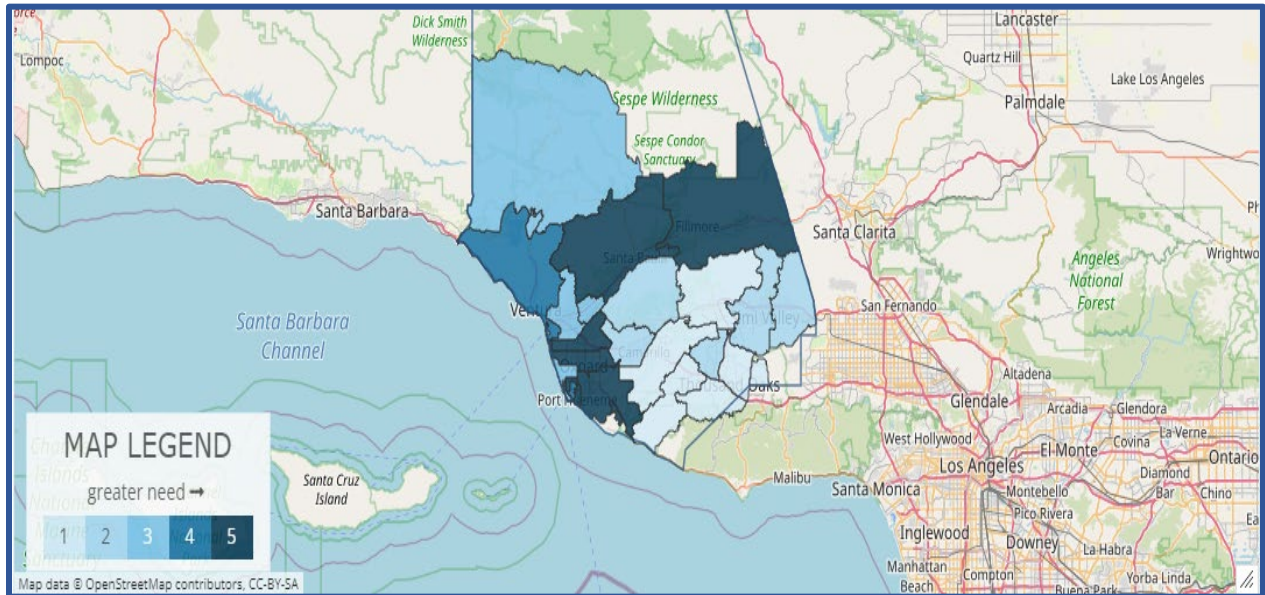 Lompoc
Dick Smith
Wilderness
Lancaster
Quartz Hill
Lake Los Angeles
Palmdale
Sespe Wilderness
Sespe Condor
Sanctuary
Santa Barbara
Fillmore
Santa Clarita
Angeles
National
Forest
Wrightwo
San Fernando
Santa Barbara
Channel
Camarillo
Port Hueneme
Oaks
Altadena
Glendale
Arcadia
Glendora
West Hollywood
El Monte
Covina
La Verne
Los Angeles
Ontario
Malibu
Santa Monica
Montebello
Diamond
Bar
Chino
Pico Rivera
Inglewood
Downey
La Habra
Manhattan
Beach
Compton
Yorba Linda
Buena Park
Santa Cruz
Island
MAP LEGEND
greater need ➞
1 2 3 4 5
Map data © OpenStreetMap contributors, CC-BY-SA